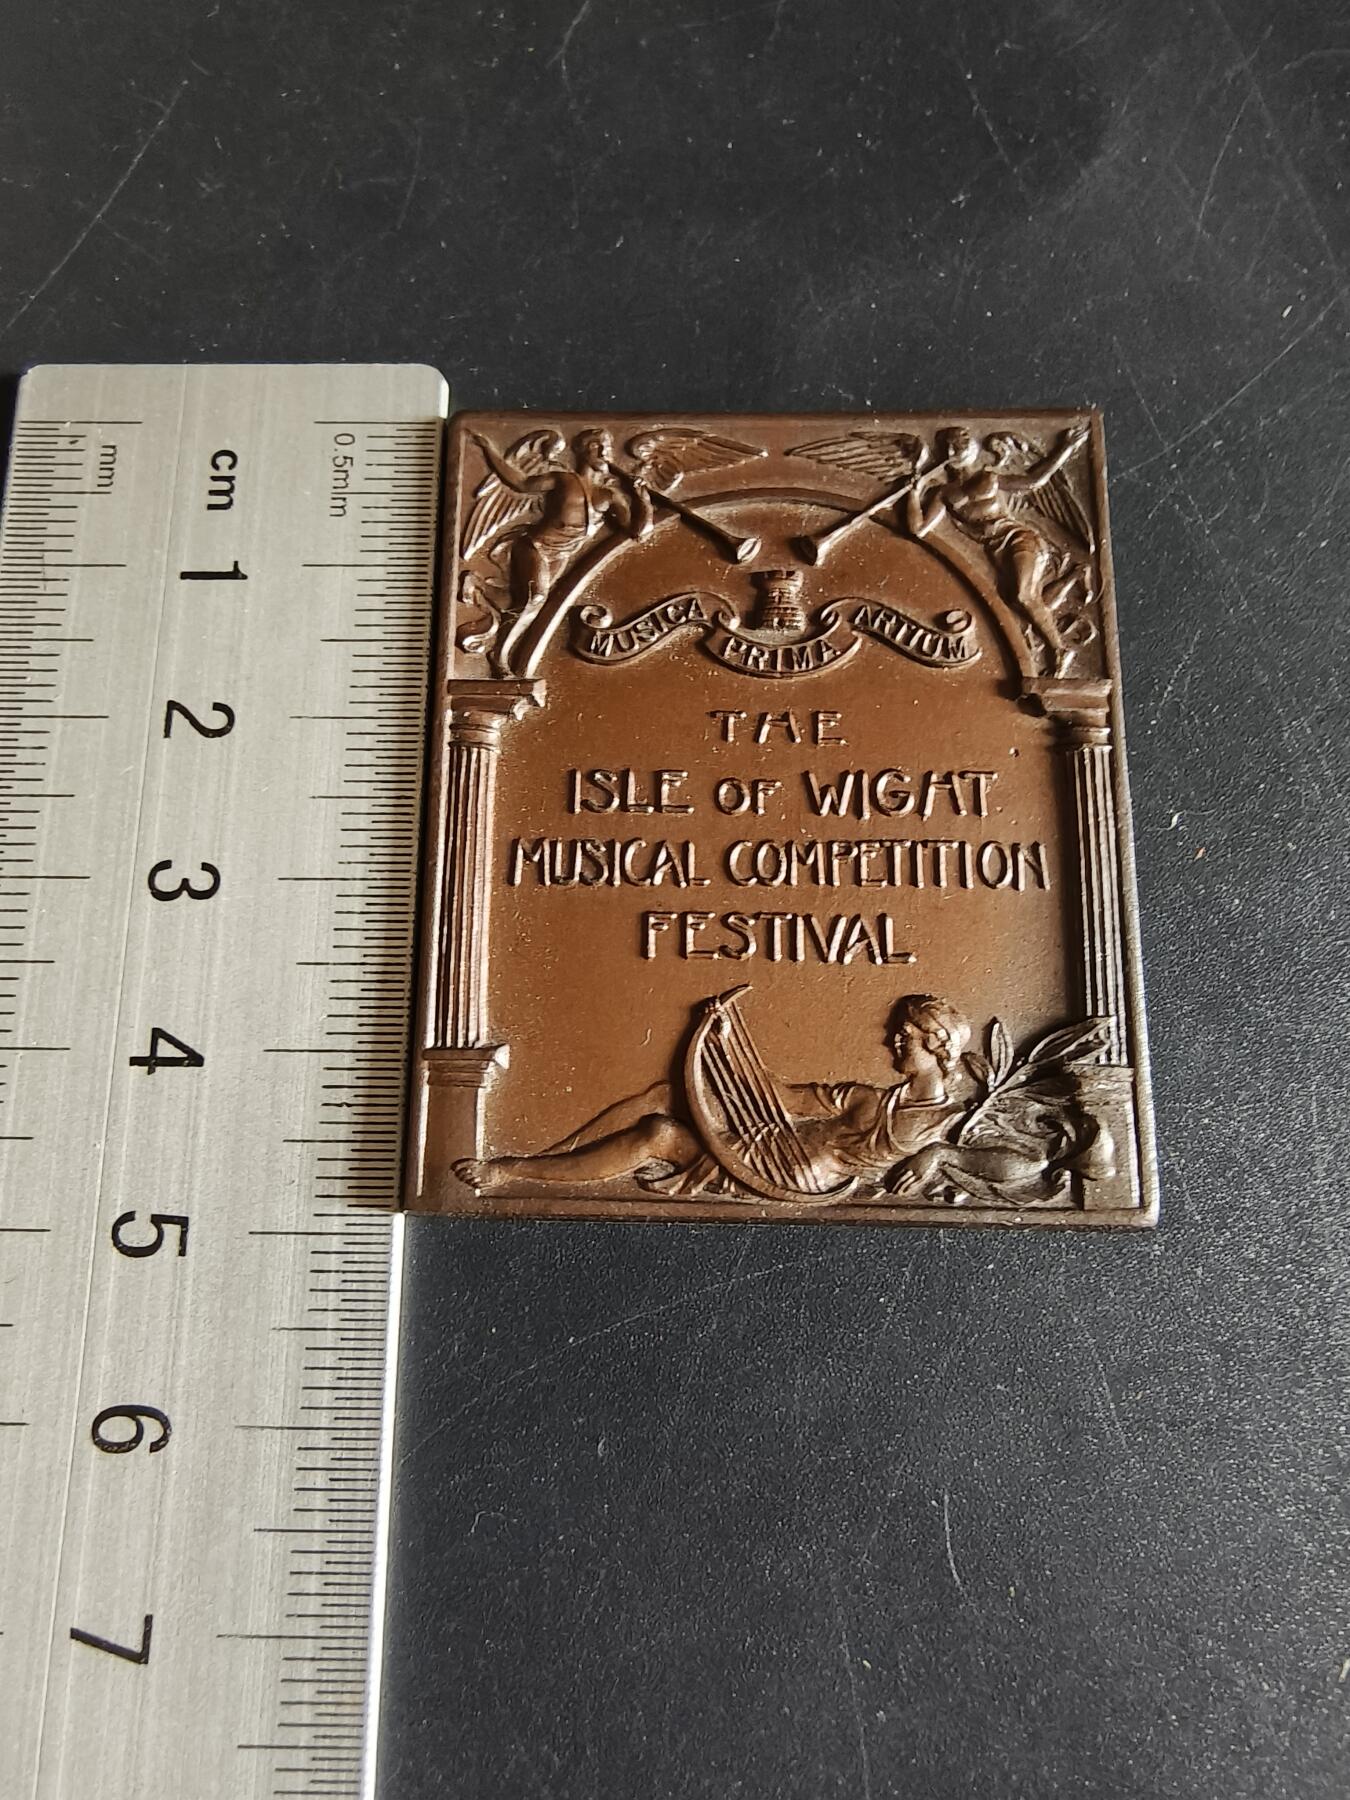 MUSICA PRIMA ARTIUM
THE
ISLE OF WIGHT
MUSICAL COMPETITION
FESTIVAL
mm
cm
0.5mm
1
2
3
4
5
6
7